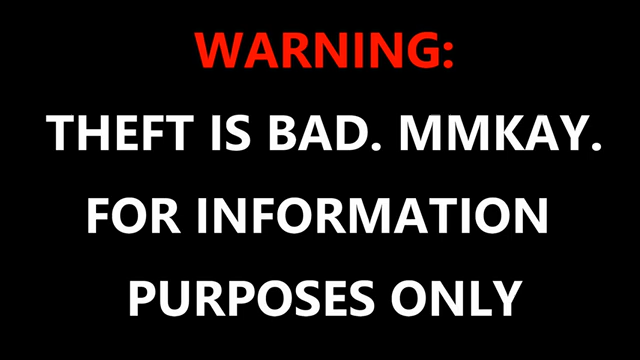 WARNING:
THEFT IS BAD. MMKAY.
FOR INFORMATION
PURPOSES ONLY